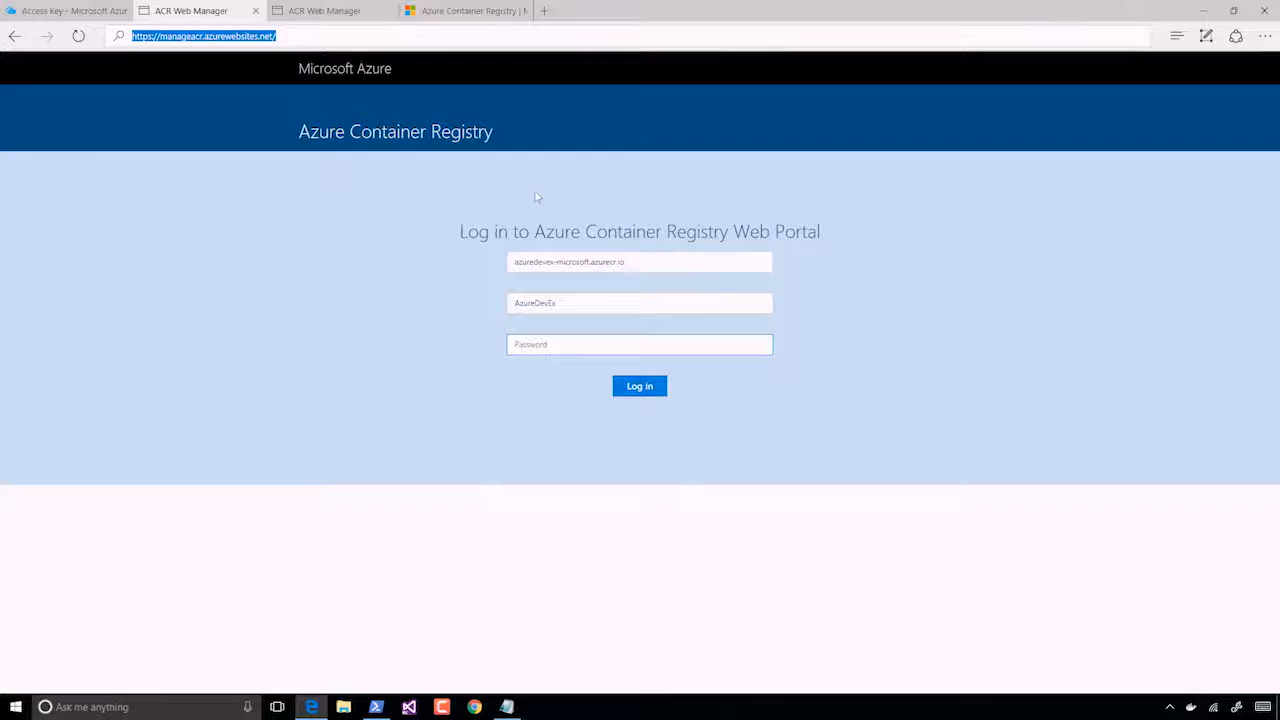 Access key - Microsoft Azur
ACR Web Manager
ACR Web Manager
Azure Container Registry | M
https://manageacr.azurewebsites.net/
Microsoft Azure
Azure Container Registry
Log in to Azure Container Registry Web Portal
azuredevex-microsoft.azurecr.io
AzureDevEx
Password
Log in
Ask me anything